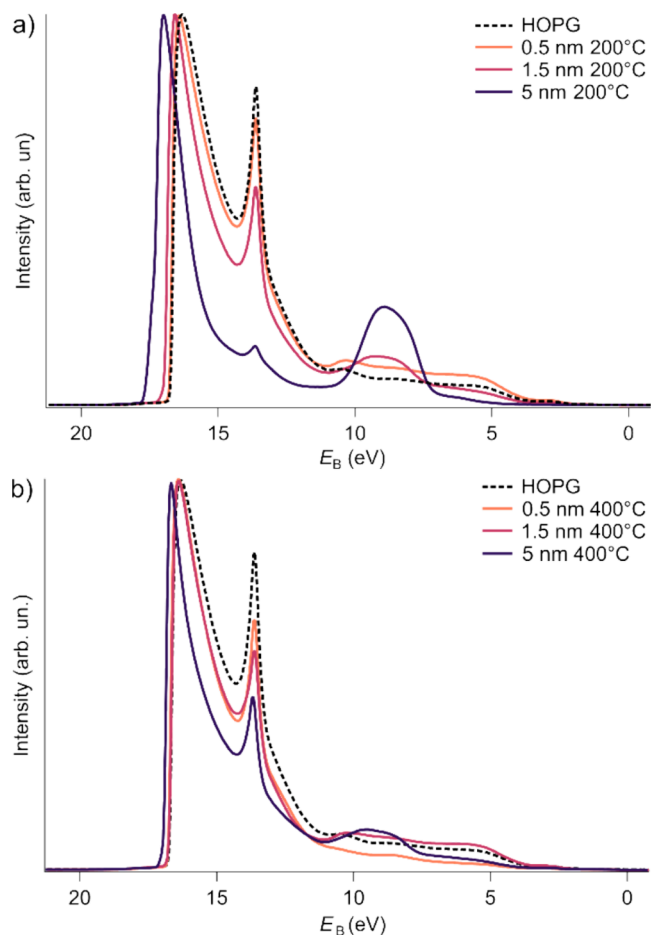 a)
HOPG
0.5 nm 200°C
1.5 nm 200°C
5 nm 200°C
Intensity (arb. un)
20 15 10 5 0
E_B (eV)
b)
HOPG
0.5 nm 400°C
1.5 nm 400°C
5 nm 400°C
Intensity (arb. un.)
20 15 10 5 0
E_B (eV)